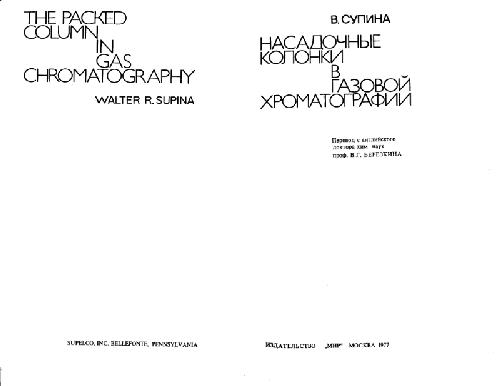 THE PACKED
COLUMN
IN
GAS
CHROMATOGRAPHY
WALTER R. SUPINA
SUPELCO, INC. BELLEFONTE, PENNSYLVANIA
В. СУПИНА
НАСАДОЧНЫЕ
КОЛОНКИ
В
ГАЗОВОЙ
ХРОМАТОГРАФИИ
Перевод с английского
доктора хим. наук
проф. В.Г. БЕРЕЗКИНА
ИЗДАТЕЛЬСТВО „МИР" МОСКВА 1977